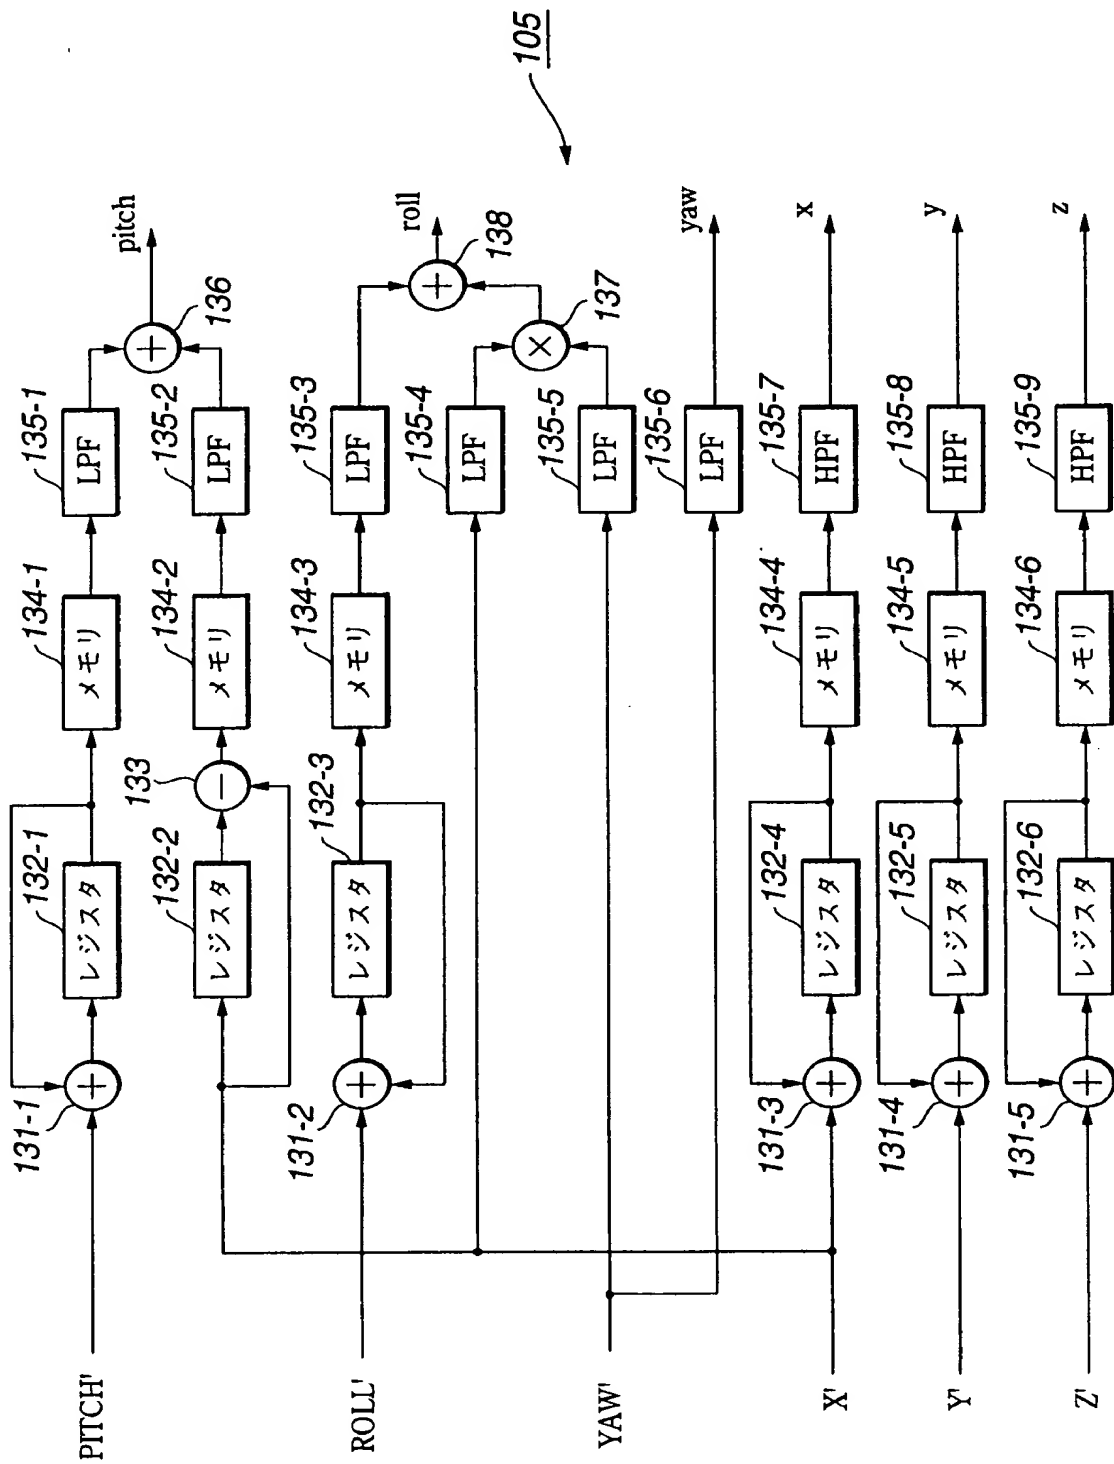 105
PITCH'
131-1
132-1
レジスタ
134-1
メモリ
135-1
LPF
136
pitch
132-2
レジスタ
133
134-2
メモリ
135-2
LPF
ROLL'
131-2
132-3
レジスタ
134-3
メモリ
135-3
LPF
138
roll
135-4
LPF
137
YAW'
135-5
LPF
135-6
LPF
yaw
X'
131-3
132-4
レジスタ
134-4
メモリ
135-7
HPF
x
Y'
131-4
132-5
レジスタ
134-5
メモリ
135-8
HPF
y
Z'
131-5
132-6
レジスタ
134-6
メモリ
135-9
HPF
z